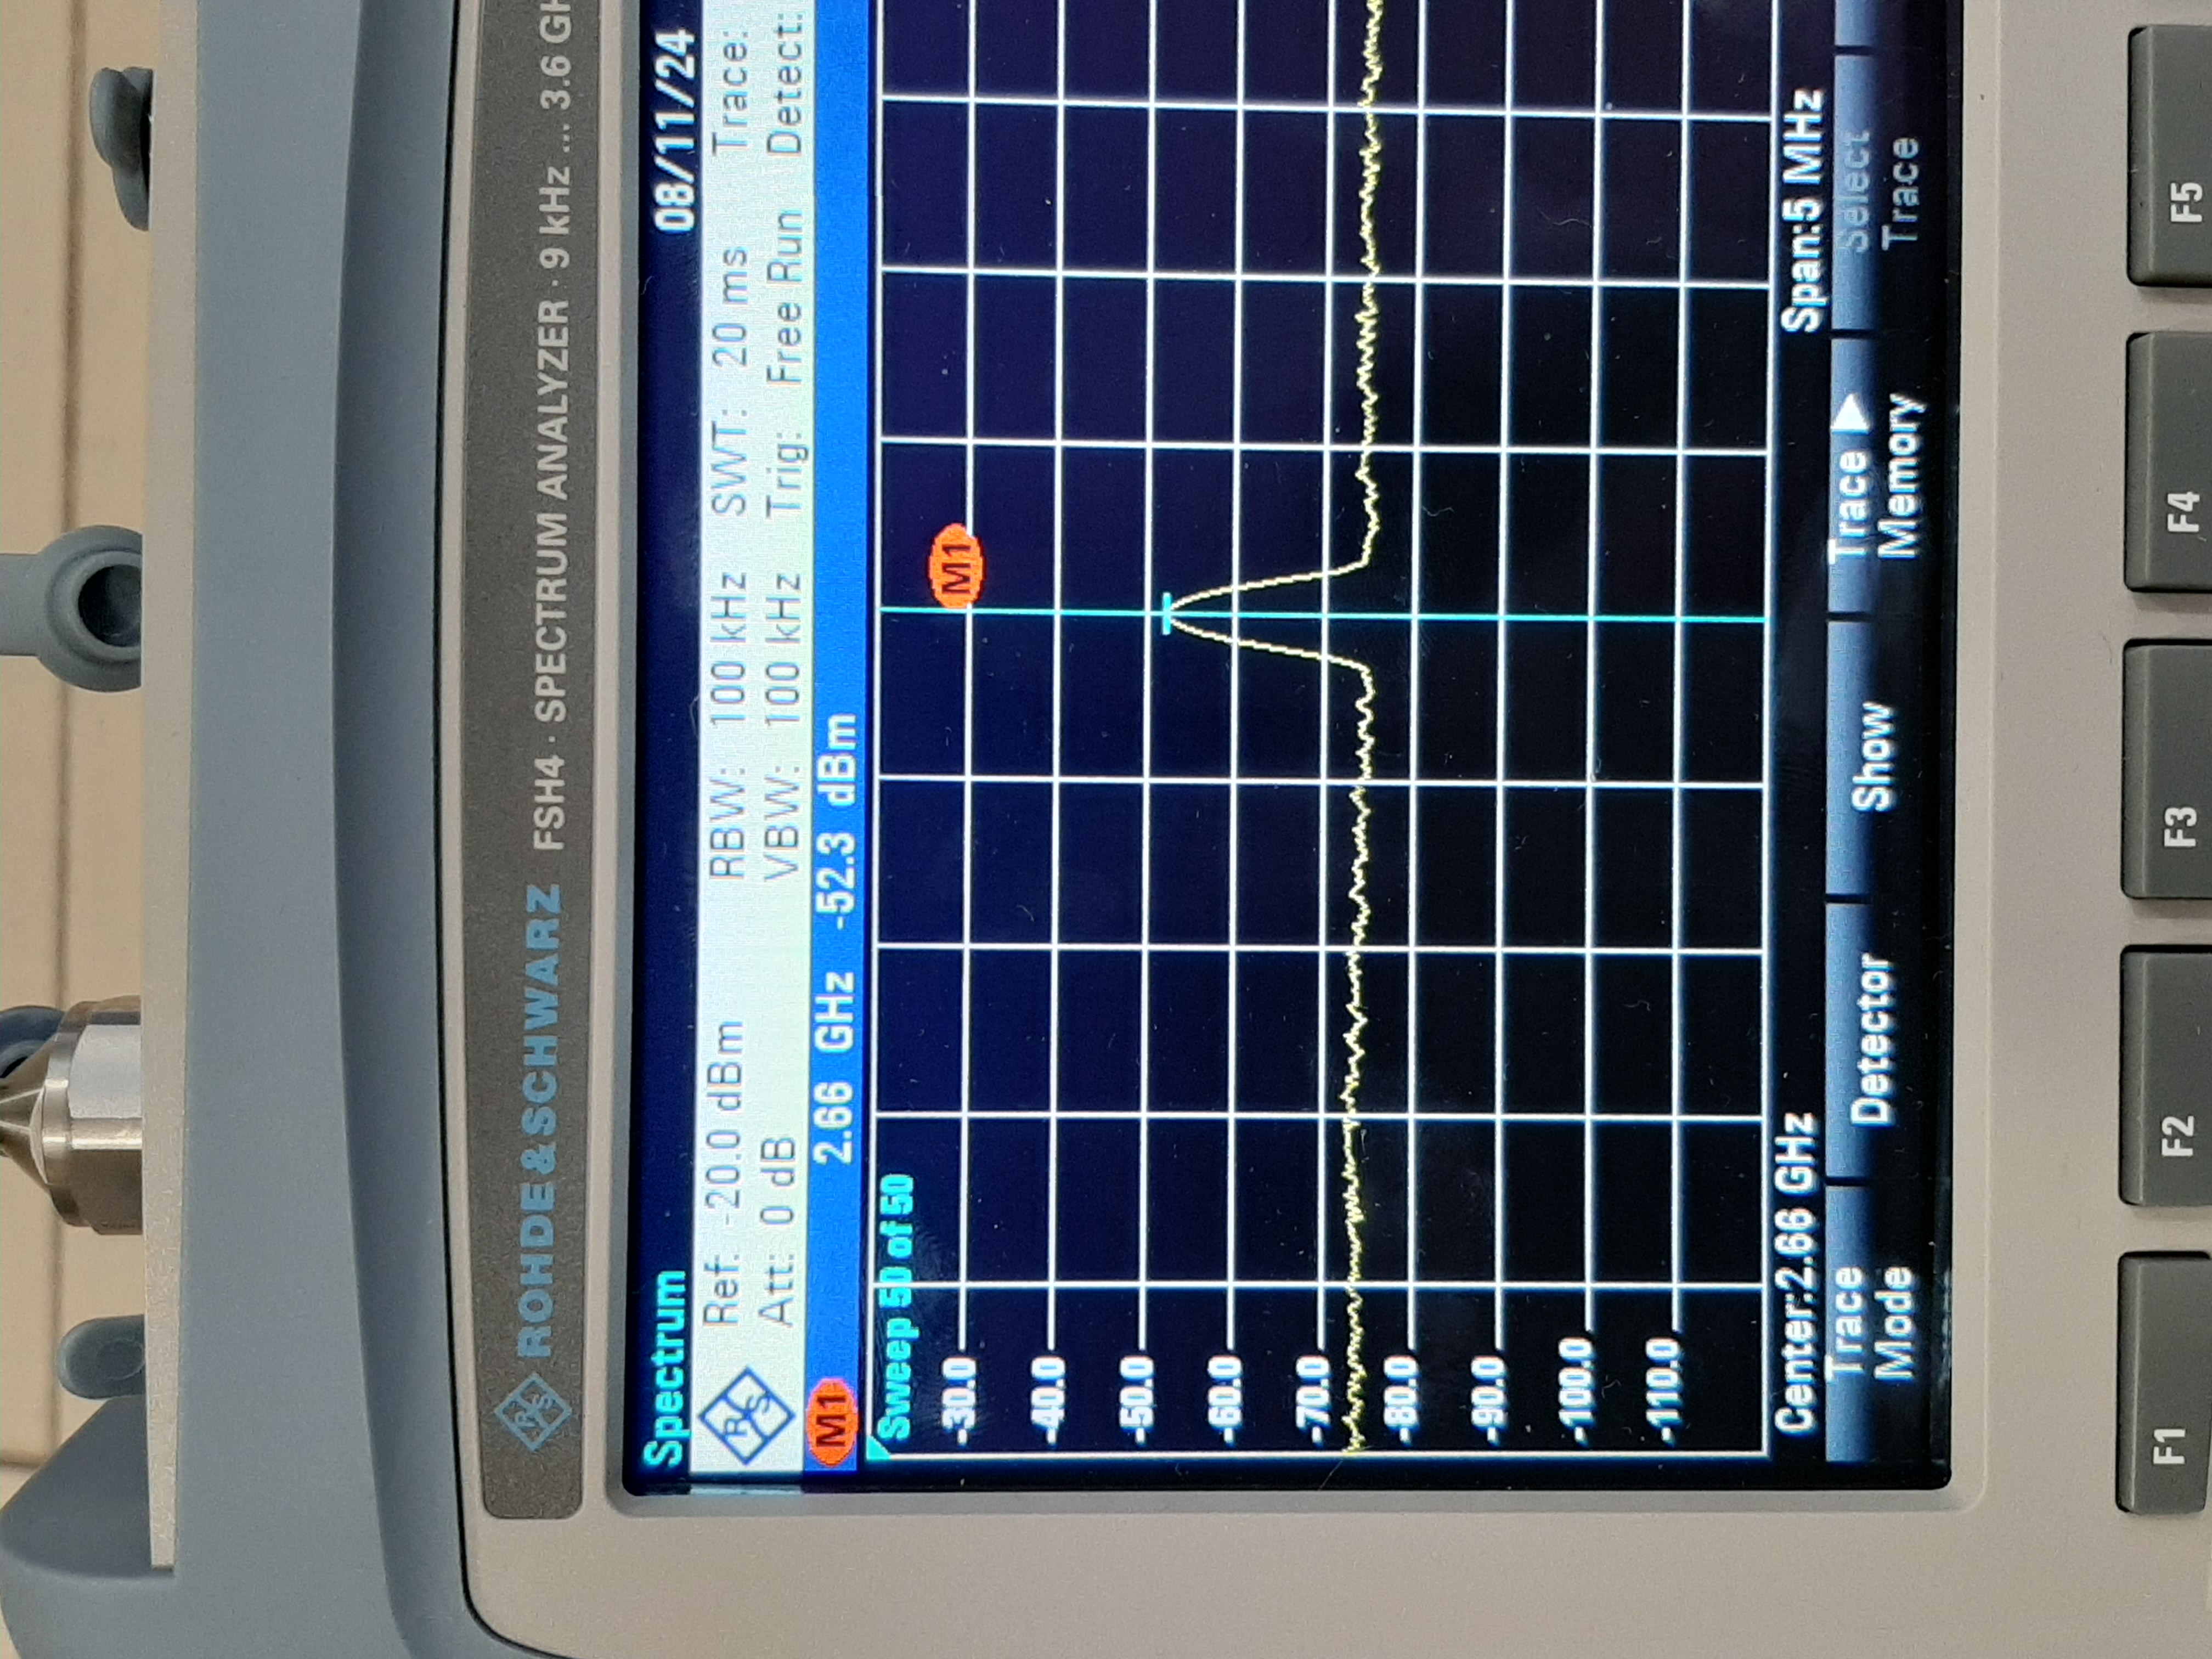 ROHDE & SCHWARZ FSH4 · SPECTRUM ANALYZER · 9 kHz ... 3.6 GH
Spectrum 08/11/24
Ref: -20.0 dBm RBW: 100 kHz SWT: 20 ms Trace:
Att: 0 dB VBW: 100 kHz Trig: Free Run Detect:
M1 2.66 GHz -52.3 dBm
Sweep 50 of 50
M1
-30.0
-40.0
-50.0
-60.0
-70.0
-80.0
-90.0
-100.0
-110.0
Center:2.66 GHz Span:5 MHz
Trace Mode
Detector
Show
Trace Memory
Select Trace
F1 F2 F3 F4 F5